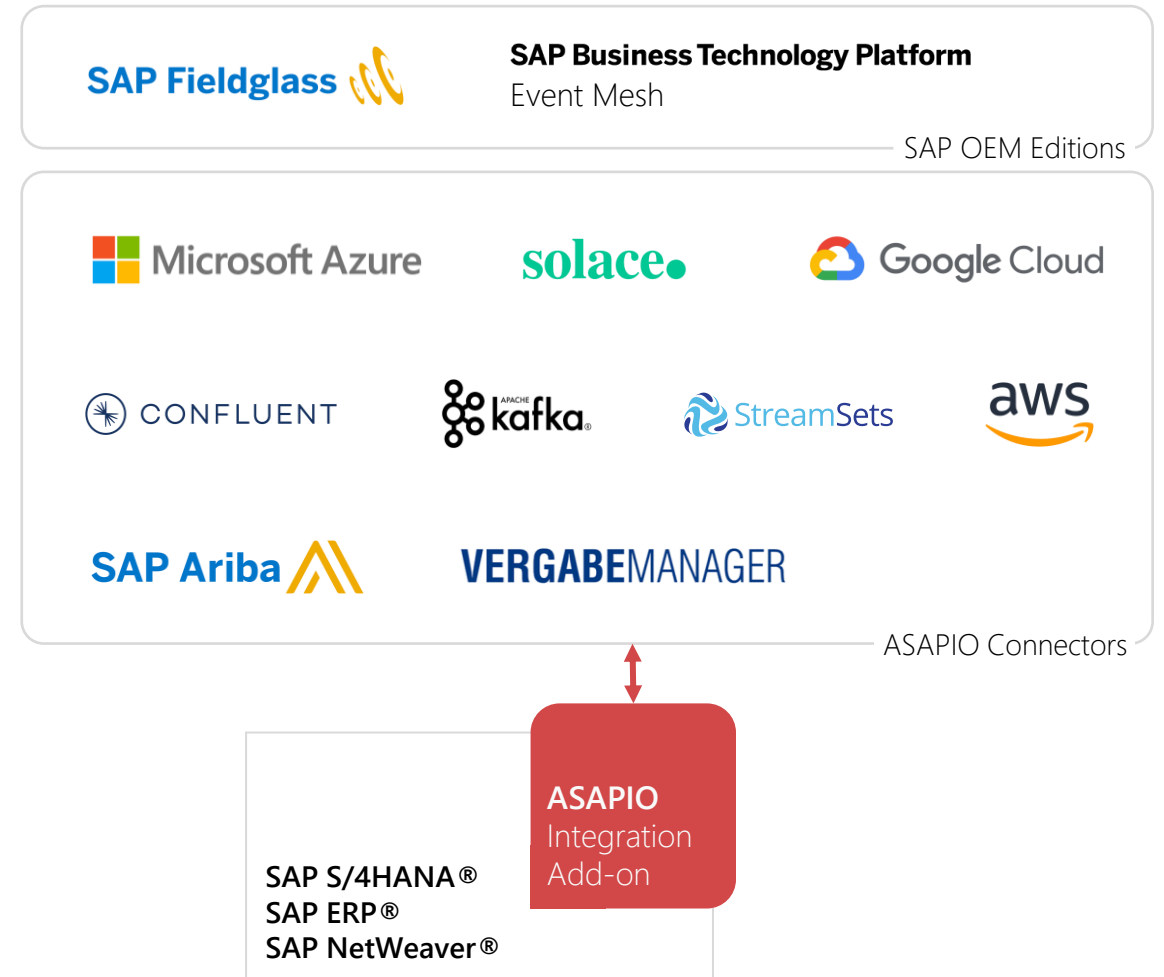 SAP Fieldglass
SAP Business Technology Platform
Event Mesh
SAP OEM Editions
Microsoft Azure
solace
Google Cloud
CONFLUENT
APACHE
kafka®
StreamSets
aws
SAP Ariba
VERGABEMANAGER
ASAPIO Connectors
ASAPIO
Integration
Add-on
SAP S/4HANA®
SAP ERP®
SAP NetWeaver®